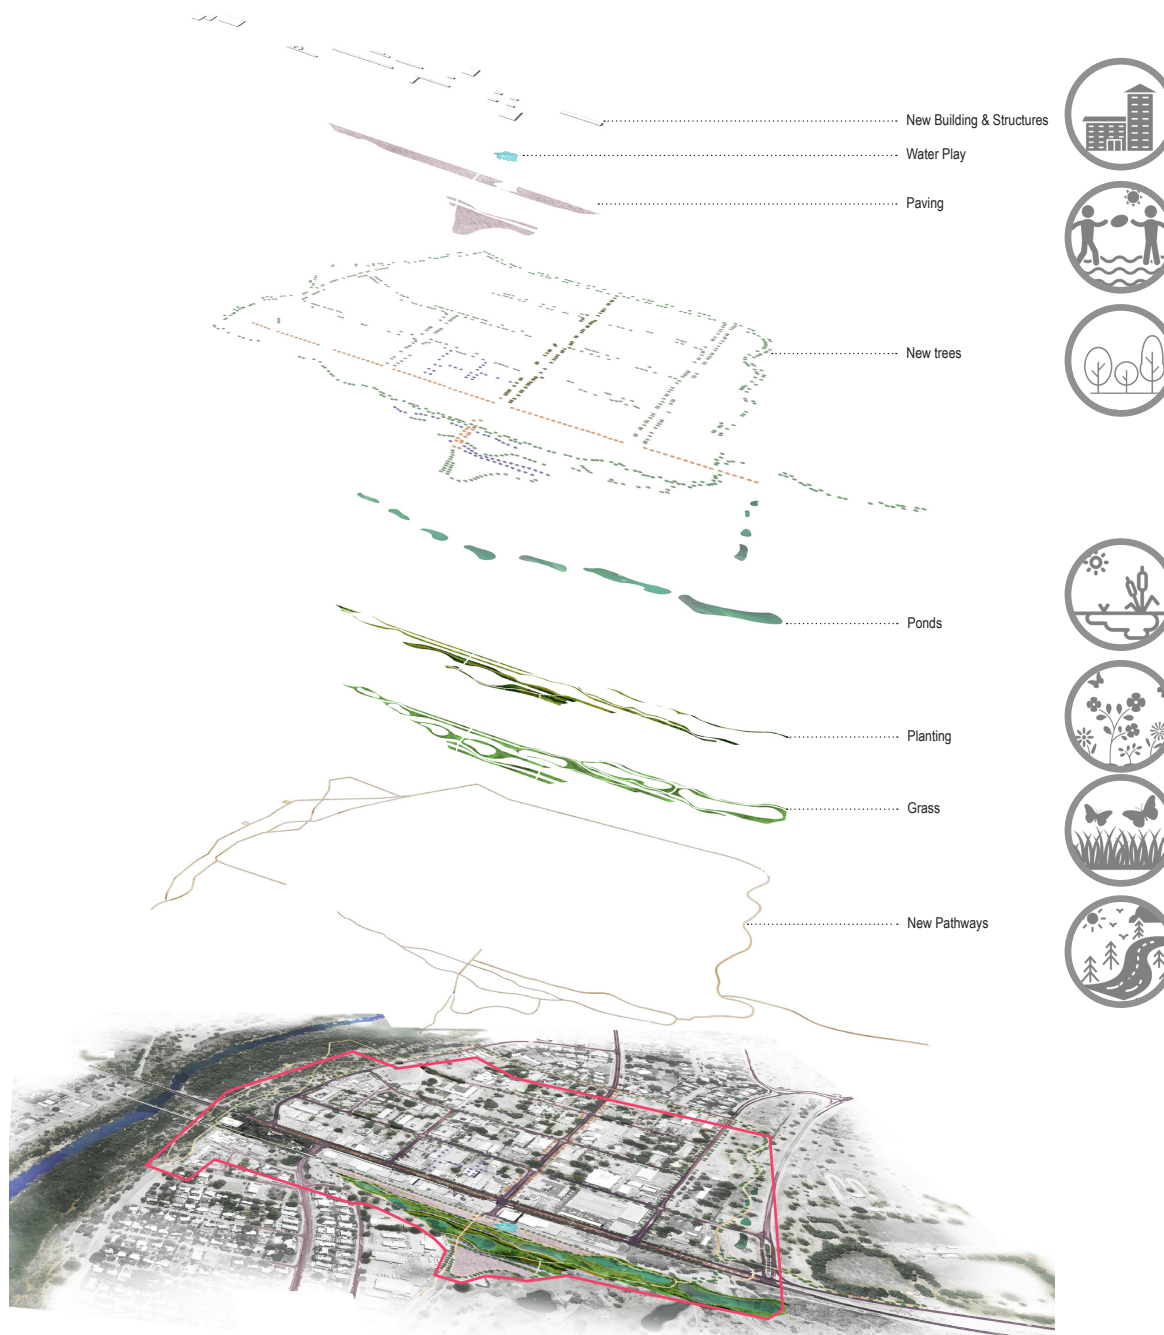 New Building & Structures
Water Play
Paving
New trees
Ponds
Planting
Grass
New Pathways